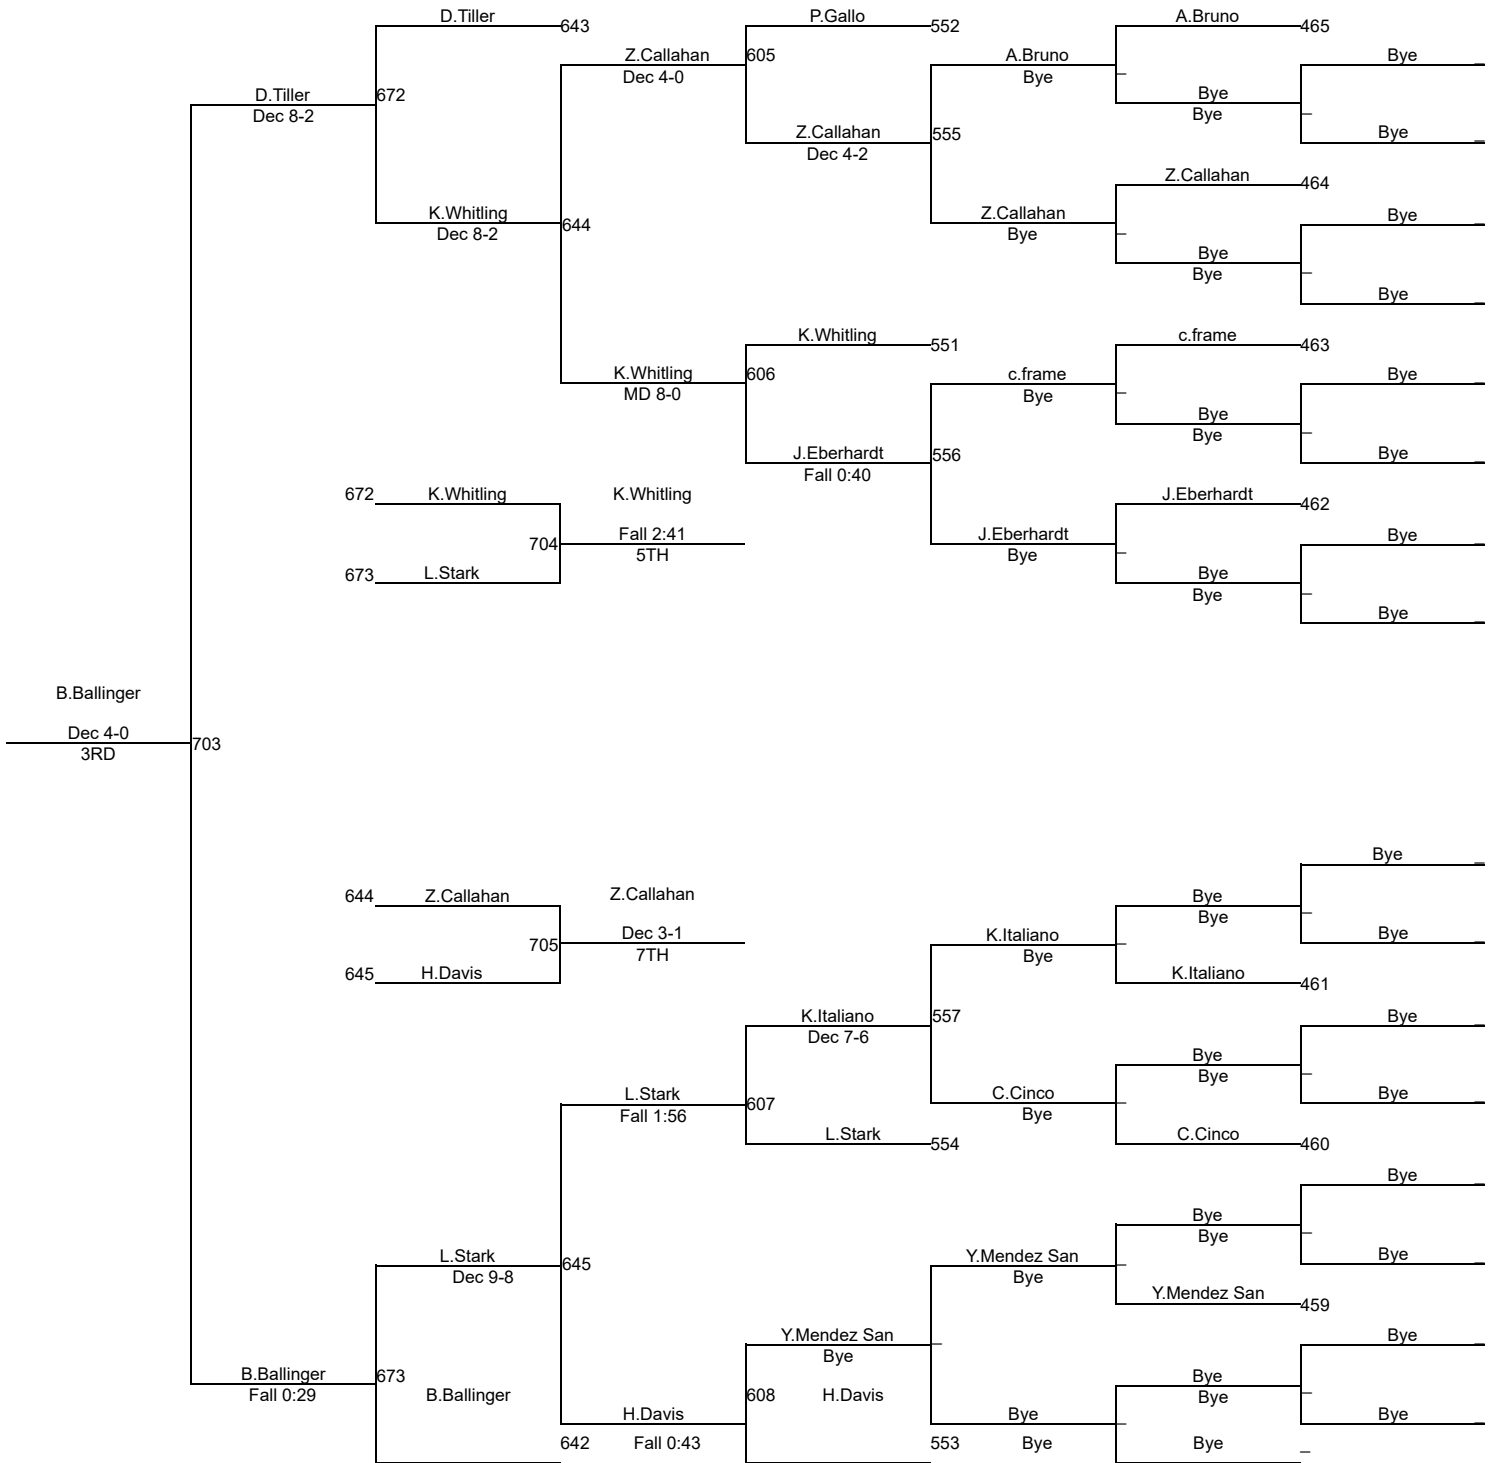 D.Tiller
643
P.Gallo
552
A.Bruno
465
Z.Callahan
605
Dec 4-0
A.Bruno
Bye
Bye
D.Tiller
672
Dec 8-2
Bye
Bye
Z.Callahan
555
Dec 4-2
Bye
Z.Callahan
464
K.Whitling
644
Dec 8-2
Z.Callahan
Bye
Bye
Bye
Bye
Bye
K.Whitling
551
c.frame
463
K.Whitling
606
MD 8-0
c.frame
Bye
Bye
Bye
Bye
J.Eberhardt
556
Fall 0:40
Bye
672
K.Whitling
K.Whitling
J.Eberhardt
462
704
Fall 2:41
5TH
J.Eberhardt
Bye
Bye
673
L.Stark
Bye
Bye
Bye
B.Ballinger
Dec 4-0
3RD
703
Bye
644
Z.Callahan
Z.Callahan
Bye
Bye
705
Dec 3-1
7TH
K.Italiano
Bye
Bye
645
H.Davis
K.Italiano
461
K.Italiano
557
Dec 7-6
Bye
Bye
Bye
L.Stark
607
Fall 1:56
C.Cinco
Bye
Bye
L.Stark
554
C.Cinco
460
Bye
Bye
Bye
L.Stark
645
Dec 9-8
Y.Mendez San
Bye
Bye
Y.Mendez San
459
Y.Mendez San
Bye
Bye
B.Ballinger
673
Fall 0:29
B.Ballinger
608
H.Davis
Bye
Bye
H.Davis
Bye
Bye
642
Fall 0:43
553
Bye
Bye